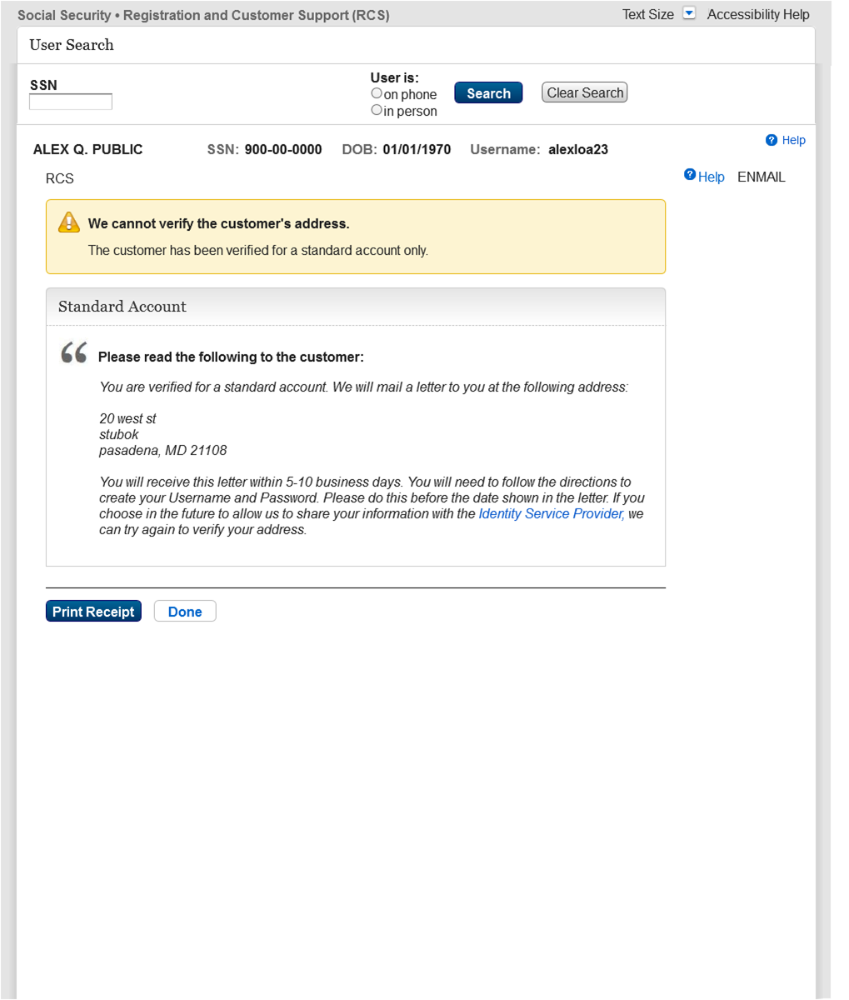 Social Security • Registration and Customer Support (RCS) Text Size Accessibility Help
User Search
SSN
User is:
on phone
in person
Search Clear Search
Help
ALEX Q. PUBLIC SSN: 900-00-0000 DOB: 01/01/1970 Username: alexloa23
RCS Help ENMAIL
We cannot verify the customer's address.
The customer has been verified for a standard account only.
Standard Account
“ Please read the following to the customer:
You are verified for a standard account. We will mail a letter to you at the following address:
20 west st
stubok
pasadena, MD 21108
You will receive this letter within 5-10 business days. You will need to follow the directions to
create your Username and Password. Please do this before the date shown in the letter. If you
choose in the future to allow us to share your information with the Identity Service Provider, we
can try again to verify your address.
Print Receipt Done